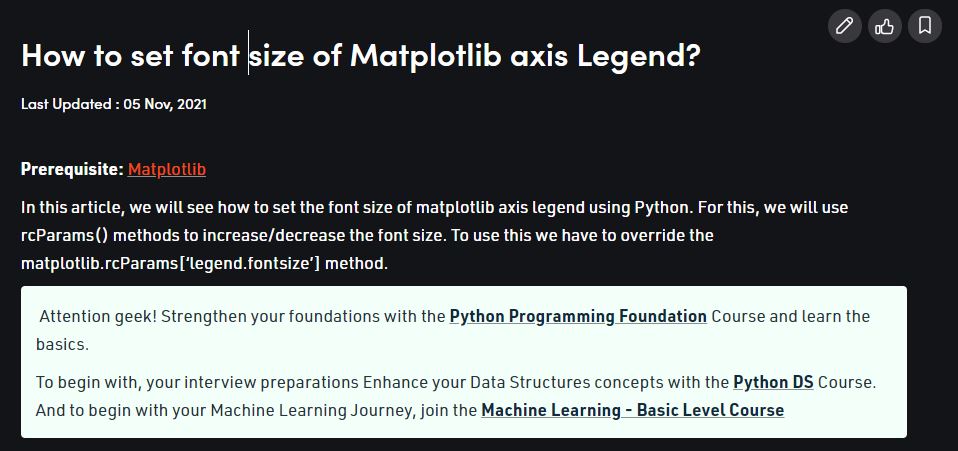 How to set font size of Matplotlib axis Legend?
Last Updated : 05 Nov, 2021
Prerequisite: Matplotlib
In this article, we will see how to set the font size of matplotlib axis legend using Python. For this, we will use
rcParams() methods to increase/decrease the font size. To use this we have to override the
matplotlib.rcParams[‘legend.fontsize’] method.
Attention geek! Strengthen your foundations with the Python Programming Foundation Course and learn the
basics.
To begin with, your interview preparations Enhance your Data Structures concepts with the Python DS Course.
And to begin with your Machine Learning Journey, join the Machine Learning - Basic Level Course